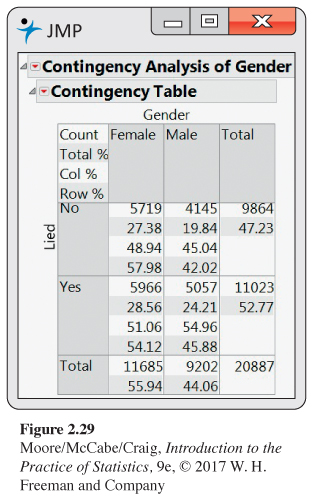 JMP
Contingency Analysis of Gender
Contingency Table
Gender
Count Female Male Total
Total %
Col %
Row %
Lied
No 5719 4145 9864
27.38 19.84 47.23
48.94 45.04
57.98 42.02
Yes 5966 5057 11023
28.56 24.21 52.77
51.06 54.96
54.12 45.88
Total 11685 9202 20887
55.94 44.06
Figure 2.29
Moore/McCabe/Craig, Introduction to the
Practice of Statistics, 9e, © 2017 W. H.
Freeman and Company